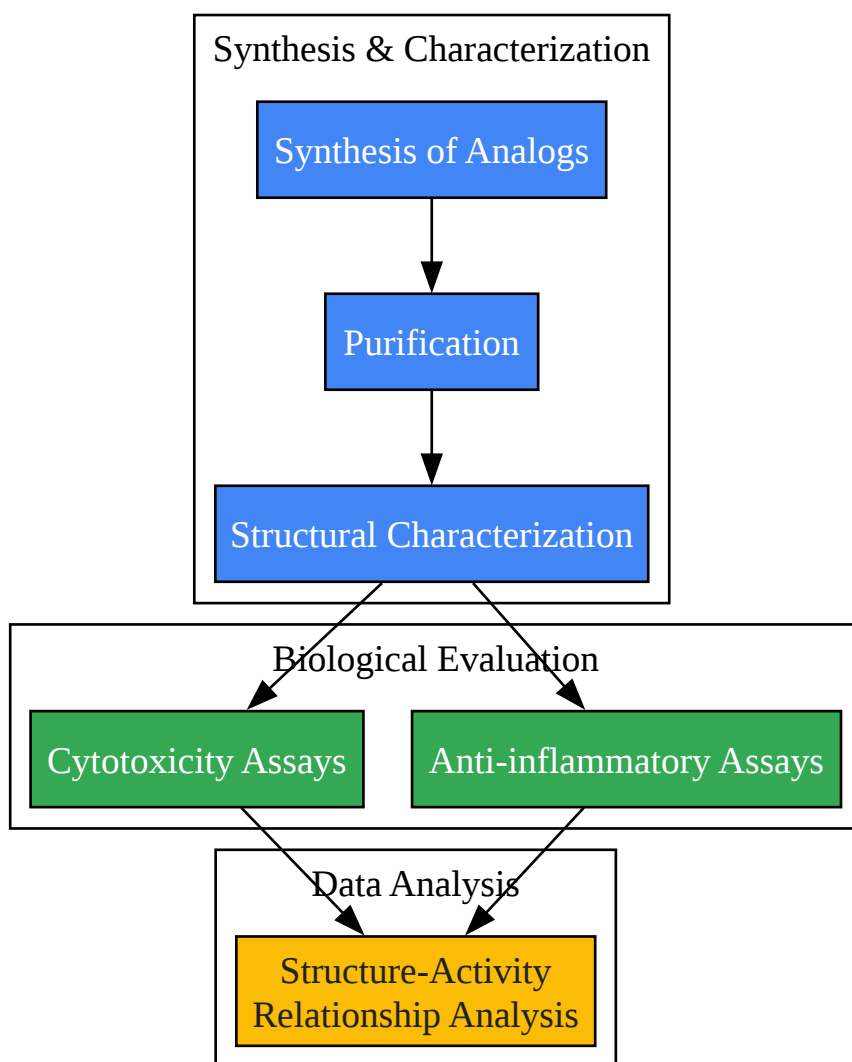 Synthesis & Characterization
Synthesis of Analogs
Purification
Structural Characterization
Biological Evaluation
Cytotoxicity Assays
Anti-inflammatory Assays
Data Analysis
Structure-Activity
Relationship Analysis